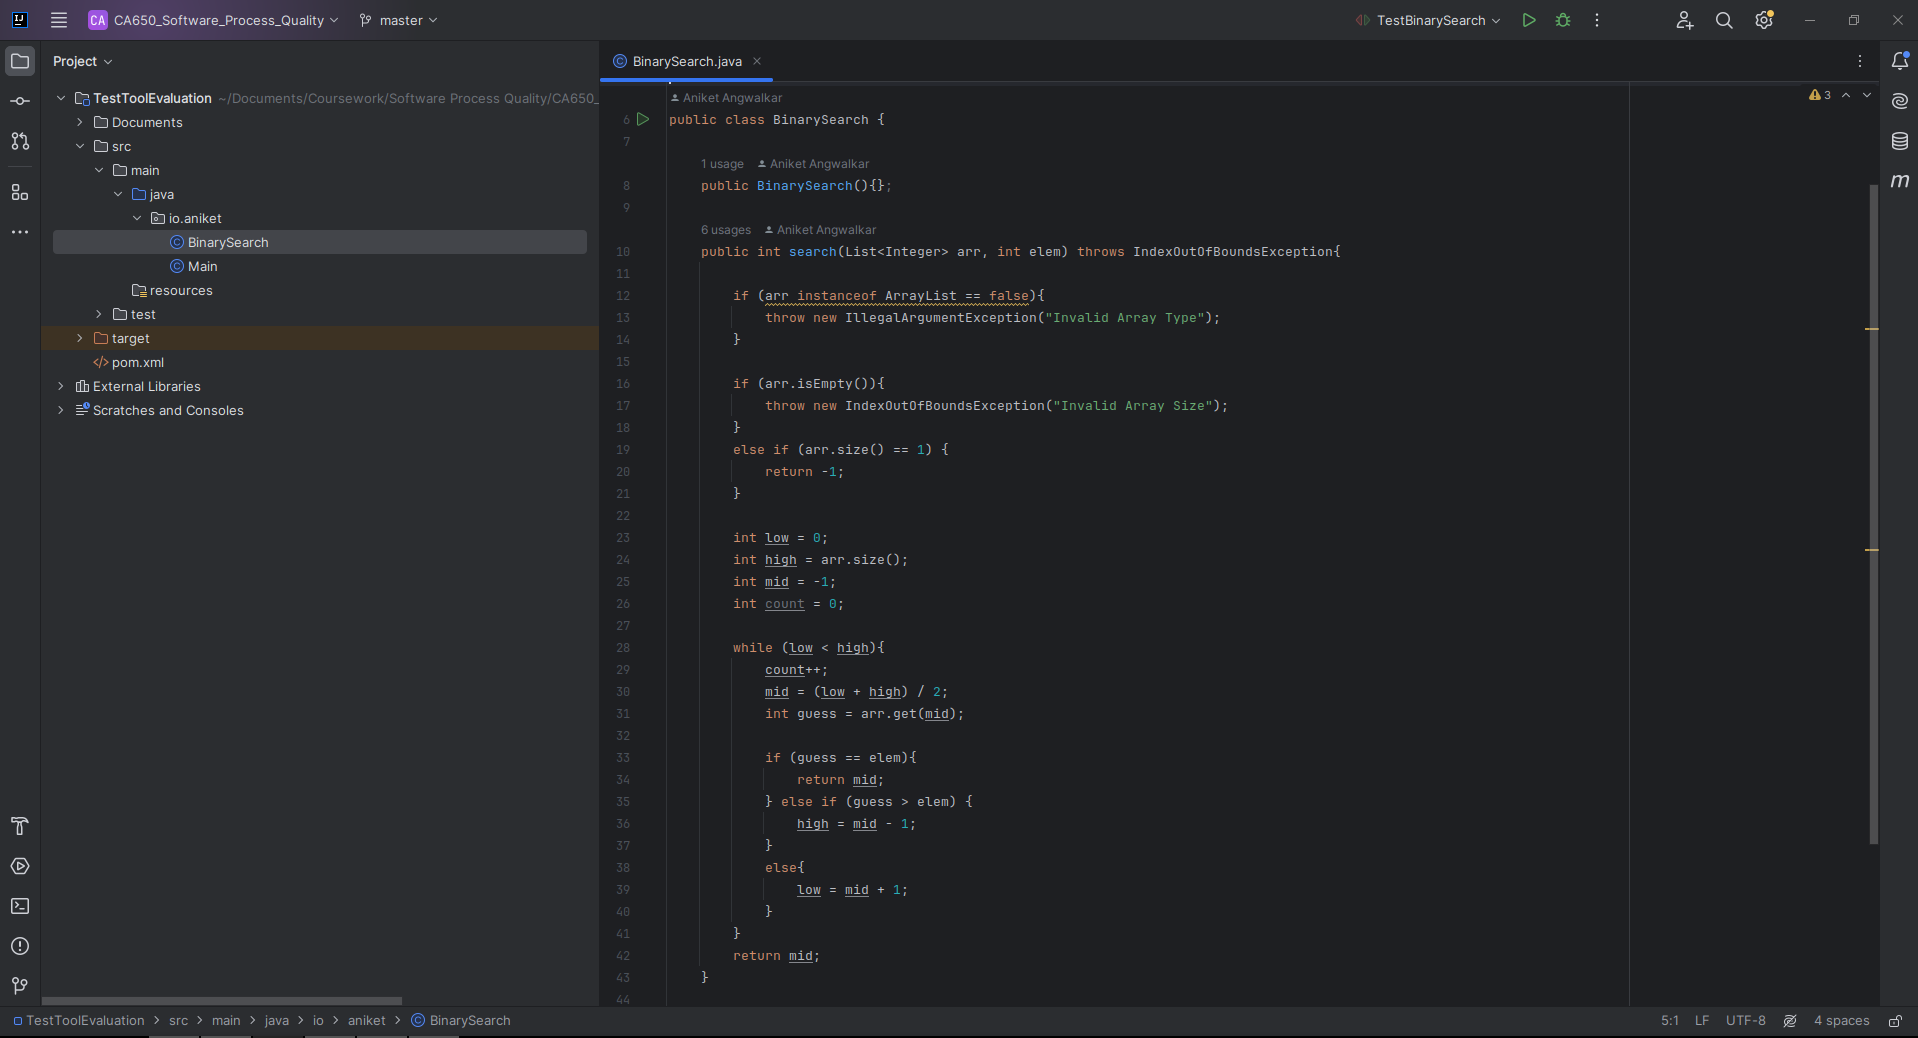 CA CA650_Software_Process_Quality master TestBinarySearch
Project
BinarySearch.java
TestToolEvaluation ~/Documents/Coursework/Software Process Quality/CA650_
Documents
src
main
java
io.aniket
BinarySearch
Main
resources
test
target
pom.xml
External Libraries
Scratches and Consoles
Aniket Angwalkar
3
6 public class BinarySearch {
7
1 usage Aniket Angwalkar
8 public BinarySearch(){};
9
6 usages Aniket Angwalkar
10 public int search(List<Integer> arr, int elem) throws IndexOutOfBoundsException{
11
12 if (arr instanceof ArrayList == false){
13 throw new IllegalArgumentException("Invalid Array Type");
14 }
15
16 if (arr.isEmpty()){
17 throw new IndexOutOfBoundsException("Invalid Array Size");
18 }
19 else if (arr.size() == 1) {
20 return -1;
21 }
22
23 int low = 0;
24 int high = arr.size();
25 int mid = -1;
26 int count = 0;
27
28 while (low < high){
29 count++;
30 mid = (low + high) / 2;
31 int guess = arr.get(mid);
32
33 if (guess == elem){
34 return mid;
35 } else if (guess > elem) {
36 high = mid - 1;
37 }
38 else{
39 low = mid + 1;
40 }
41 }
42 return mid;
43 }
44
TestToolEvaluation > src > main > java > io > aniket > BinarySearch
5:1 LF UTF-8 4 spaces